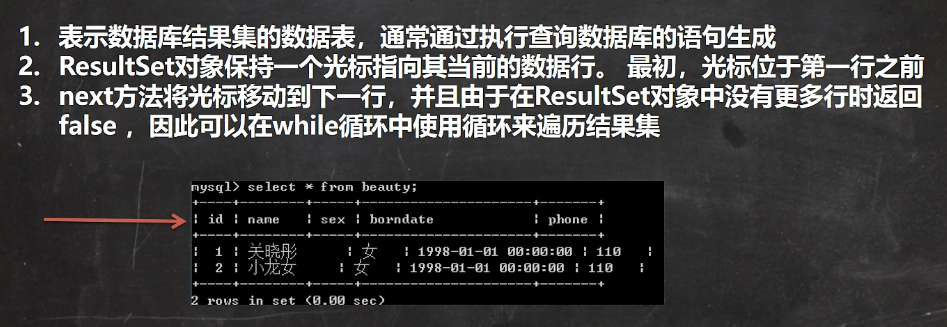 1. 表示数据库结果集的数据表，通常通过执行查询数据库的语句生成
2. ResultSet对象保持一个光标指向其当前的数据行。 最初，光标位于第一行之前
3. next方法将光标移动到下一行，并且由于在ResultSet对象中没有更多行时返回
false ，因此可以在while循环中使用循环来遍历结果集
mysql> select * from beauty;
+----+--------+-----+---------------------+-------+
| id | name | sex | borndate | phone |
+----+--------+-----+---------------------+-------+
| 1 | 关晓彤 | 女 | 1998-01-01 00:00:00 | 110 |
| 2 | 小龙女 | 女 | 1998-01-01 00:00:00 | 110 |
+----+--------+-----+---------------------+-------+
2 rows in set (0.00 sec)